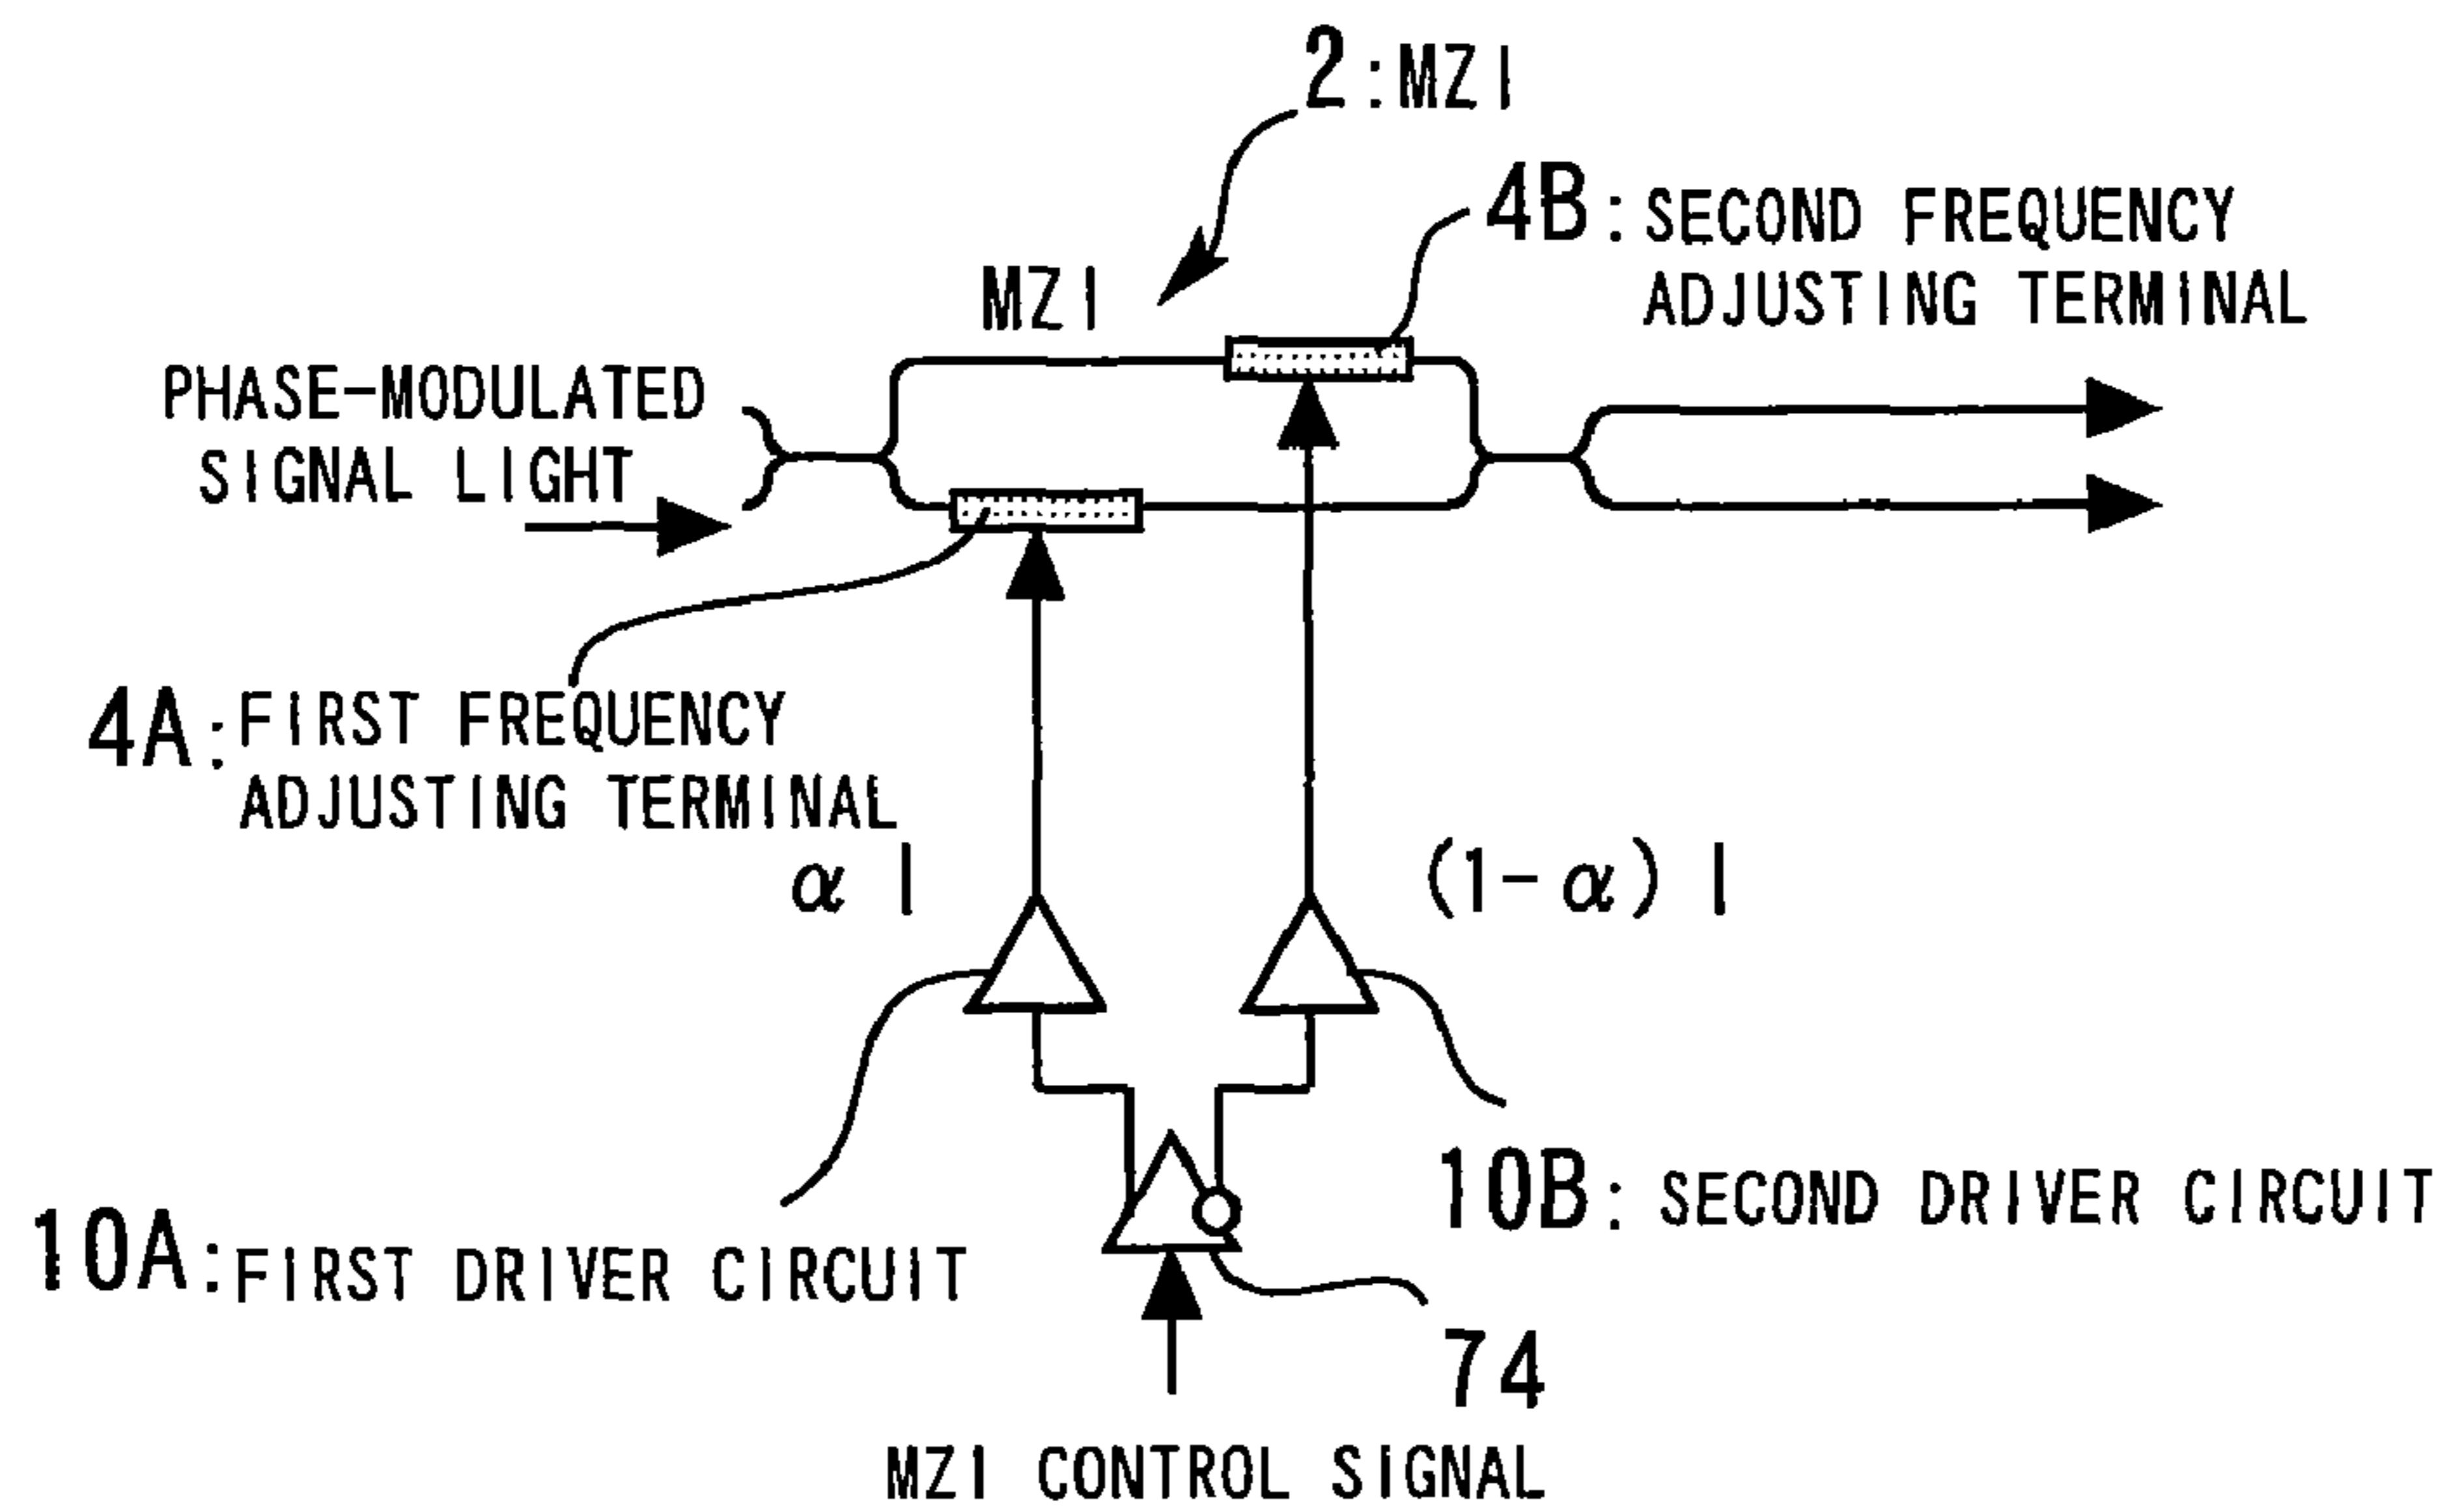 2:MZI
4B:SECOND FREQUENCY
ADJUSTING TERMINAL
MZI
PHASE-MODULATED
SIGNAL LIGHT
4A:FIRST FREQUENCY
ADJUSTING TERMINAL
α I
(1-α) I
10A:FIRST DRIVER CIRCUIT
10B: SECOND DRIVER CIRCUIT
74
MZI CONTROL SIGNAL